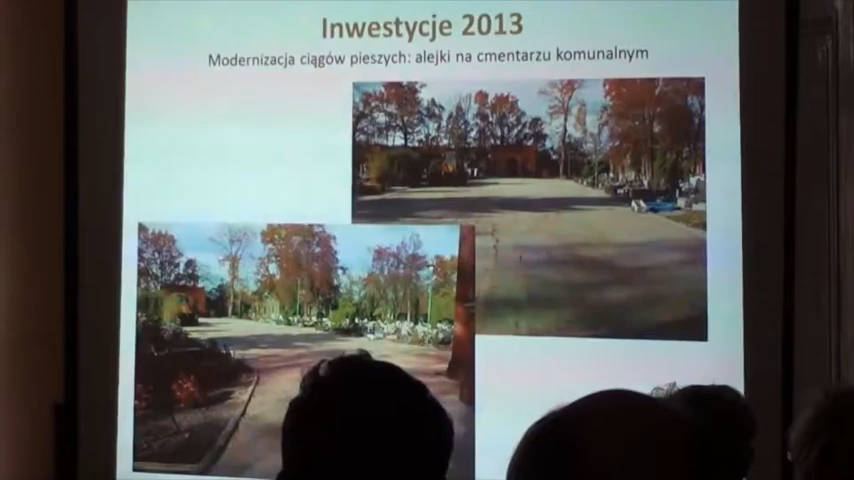 Inwestycje 2013
Modernizacja ciągów pieszych: alejki na cmentarzu komunalnym